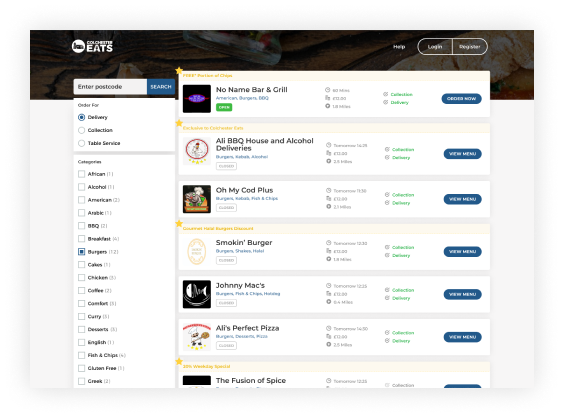 COLCHESTER
EATS
Help
Login
Register
Enter postcode
SEARCH
Order For
Delivery
Collection
Table Service
Categories
African (1)
Alcohol (1)
American (2)
Arabic (1)
BBQ (2)
Breakfast (4)
Burgers (12)
Cakes (1)
Chicken (2)
Coffee (2)
Comfort (5)
Curry (5)
Desserts (5)
English (1)
Fish & Chips (6)
Gluten Free (1)
Greek (2)
FREE* Portion of Chips
No Name Bar & Grill
American, Burgers, BBQ
OPEN
60 Mins
£12.00
1.8 Miles
Collection
Delivery
ORDER NOW
Exclusive to Colchester Eats
Ali BBQ House and Alcohol
Deliveries
Burgers, Kebab, Alcohol
CLOSED
Tomorrow 14:25
£12.00
2.0 Miles
Collection
Delivery
VIEW MENU
Oh My Cod Plus
Burgers, Kebab, Fish & Chips
CLOSED
Tomorrow 11:30
£12.00
2.1 Miles
Collection
Delivery
VIEW MENU
Gourmet Halal Burgers Discount
Smokin' Burger
Burgers, Shakes, Halal
CLOSED
Tomorrow 12:20
£12.00
1.8 Miles
Collection
Delivery
VIEW MENU
Johnny Mac's
Burgers, Fish & Chips, Hotdog
CLOSED
Tomorrow 12:25
£12.00
0.4 Miles
Collection
Delivery
VIEW MENU
Ali's Perfect Pizza
Burgers, Desserts, Pizza
CLOSED
Tomorrow 14:30
£12.00
2.0 Miles
Collection
Delivery
VIEW MENU
30% Weekday Special
The Fusion of Spice
Tomorrow 12:25
Collection